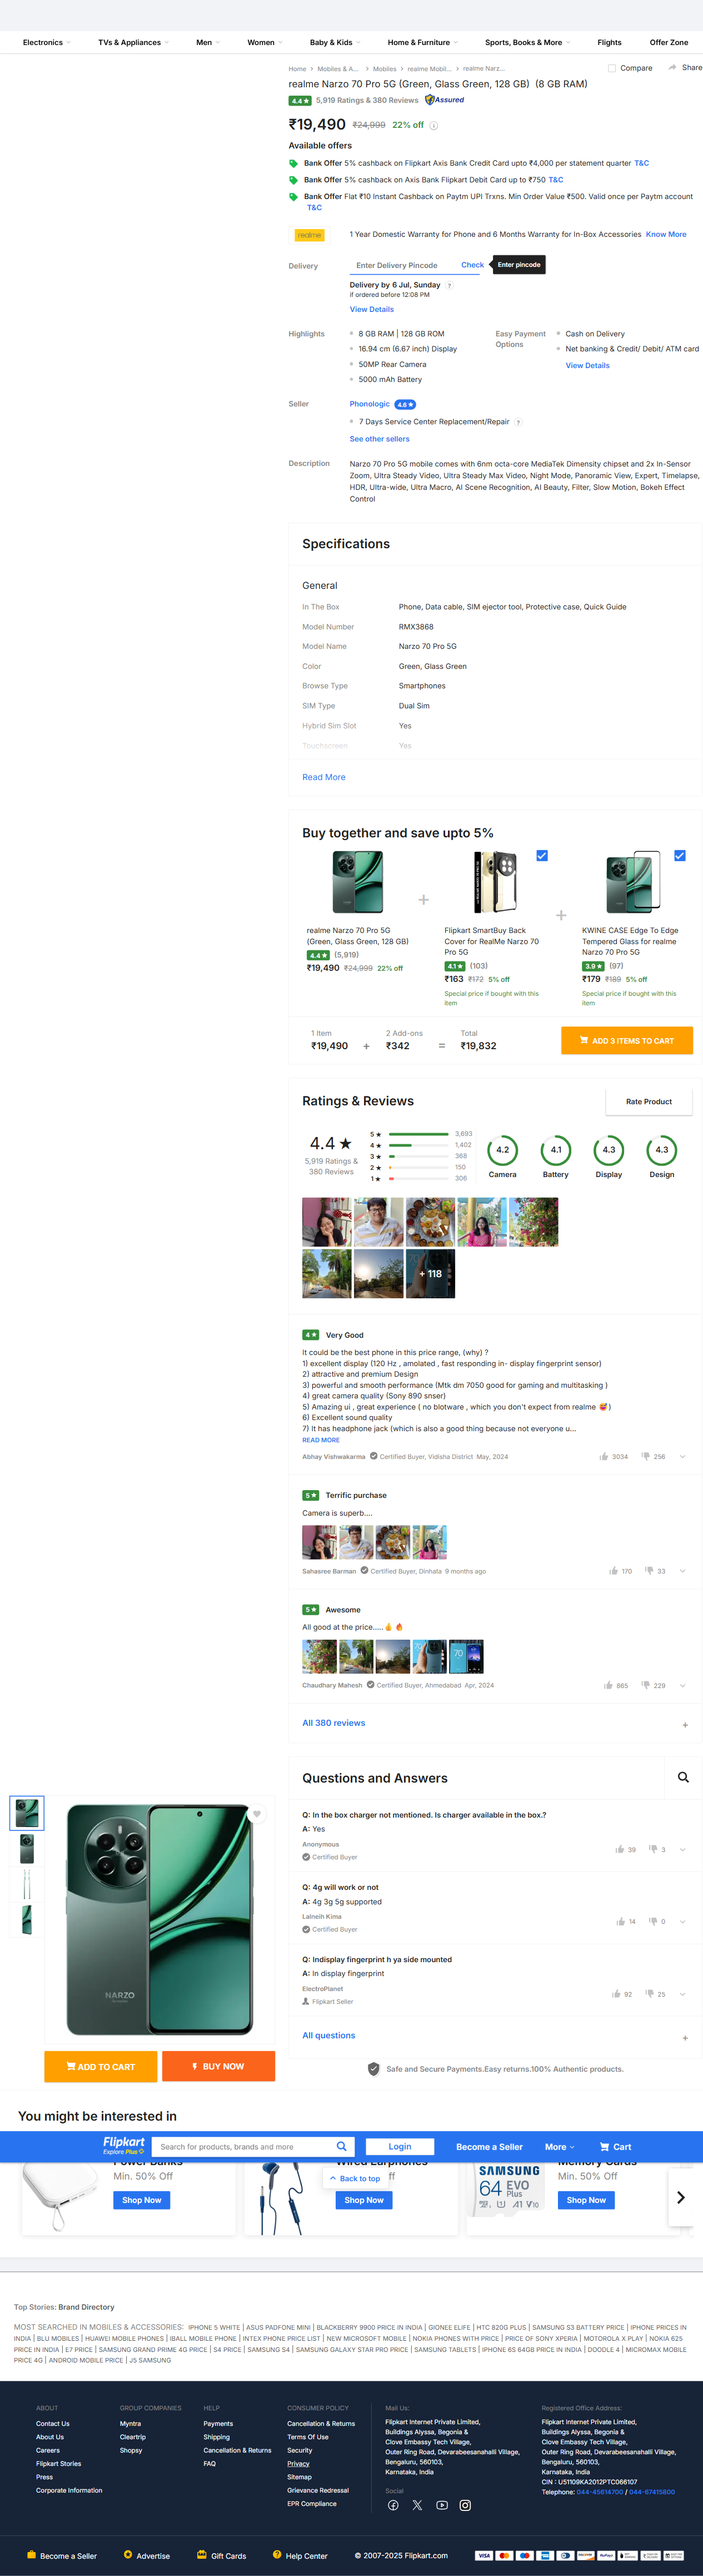 Electronics TVs & Appliances Men Women Baby & Kids Home & Furniture Sports, Books & More Flights Offer Zone
Home Mobiles & A... Mobiles realme Mobil... realme Narz... Compare Share
realme Narzo 70 Pro 5G (Green, Glass Green, 128 GB) (8 GB RAM)
4.4 ★ 5,919 Ratings & 380 Reviews Assured
₹19,490 ₹24,999 22% off
Available offers
Bank Offer 5% cashback on Flipkart Axis Bank Credit Card upto ₹4,000 per statement quarter T&C
Bank Offer 5% cashback on Axis Bank Flipkart Debit Card up to ₹750 T&C
Bank Offer Flat ₹10 Instant Cashback on Paytm UPI Trxns. Min Order Value ₹500. Valid once per Paytm account
T&C
realme 1 Year Domestic Warranty for Phone and 6 Months Warranty for In-Box Accessories Know More
Delivery Enter Delivery Pincode Check Enter pincode
Delivery by 6 Jul, Sunday ?
if ordered before 12:08 PM
View Details
Highlights
8 GB RAM | 128 GB ROM
16.94 cm (6.67 inch) Display
50MP Rear Camera
5000 mAh Battery
Easy Payment
Options
Cash on Delivery
Net banking & Credit/ Debit/ ATM card
View Details
Seller Phonologic 4.6 ★
7 Days Service Center Replacement/Repair ?
See other sellers
Description Narzo 70 Pro 5G mobile comes with 6nm octa-core MediaTek Dimensity chipset and 2x In-Sensor
Zoom, Ultra Steady Video, Ultra Steady Max Video, Night Mode, Panoramic View, Expert, Timelapse,
HDR, Ultra-wide, Ultra Macro, AI Scene Recognition, AI Beauty, Filter, Slow Motion, Bokeh Effect
Control
Specifications
General
In The Box Phone, Data cable, SIM ejector tool, Protective case, Quick Guide
Model Number RMX3868
Model Name Narzo 70 Pro 5G
Color Green, Glass Green
Browse Type Smartphones
SIM Type Dual Sim
Hybrid Sim Slot Yes
Touchscreen Yes
Read More
Buy together and save upto 5%
realme Narzo 70 Pro 5G
(Green, Glass Green, 128 GB)
4.4 ★ (5,919)
₹19,490 ₹24,999 22% off
Flipkart SmartBuy Back
Cover for RealMe Narzo 70
Pro 5G
4.1 ★ (103)
₹163 ₹172 5% off
Special price if bought with this
item
KWINE CASE Edge To Edge
Tempered Glass for realme
Narzo 70 Pro 5G
3.9 ★ (97)
₹179 ₹189 5% off
Special price if bought with this
item
1 Item 2 Add-ons Total
₹19,490 + ₹342 = ₹19,832 ADD 3 ITEMS TO CART
Ratings & Reviews Rate Product
4.4 ★
5,919 Ratings &
380 Reviews
5 ★ 3,693
4 ★ 1,402
3 ★ 368
2 ★ 150
1 ★ 306
4.2 4.1 4.3 4.3
Camera Battery Display Design
+ 118
4 ★ Very Good
It could be the best phone in this price range, (why) ?
1) excellent display (120 Hz , amolated , fast responding in- display fingerprint sensor)
2) attractive and premium Design
3) powerful and smooth performance (Mtk dm 7050 good for gaming and multitasking )
4) great camera quality (Sony 890 snser)
5) Amazing ui , great experience ( no blotware , which you don't expect from realme 🥰 )
6) Excellent sound quality
7) It has headphone jack (which is also a good thing because not everyone u...
READ MORE
Abhay Vishwakarma Certified Buyer, Vidisha District May, 2024 3034 256
5 ★ Terrific purchase
Camera is superb....
Sahasree Barman Certified Buyer, Dinhata 9 months ago 170 33
5 ★ Awesome
All good at the price.....👍 🔥
70
Chaudhary Mahesh Certified Buyer, Ahmedabad Apr, 2024 865 229
All 380 reviews +
Questions and Answers
Q: In the box charger not mentioned. Is charger available in the box.?
A: Yes
Anonymous
Certified Buyer 39 3
Q: 4g will work or not
A: 4g 3g 5g supported
Laineih Kima
Certified Buyer 14 0
Q: Indisplay fingerprint h ya side mounted
A: In display fingerprint
ElectroPlanet
Flipkart Seller 92 25
All questions +
NARZO
ADD TO CART BUY NOW
Safe and Secure Payments.Easy returns.100% Authentic products.
You might be interested in
Flipkart
Explore Plus
Search for products, brands and more Login Become a Seller More Cart
Power Banks
Min. 50% Off
Shop Now
Wired Earphones
Back to top
Shop Now
SAMSUNG
64 EVO
Plus
Memory Cards
Min. 50% Off
Shop Now
Top Stories: Brand Directory
MOST SEARCHED IN MOBILES & ACCESSORIES: IPHONE 5 WHITE | ASUS PADFONE MINI | BLACKBERRY 9900 PRICE IN INDIA | GIONEE ELIFE | HTC 820G PLUS | SAMSUNG S3 BATTERY PRICE | IPHONE PRICES IN
INDIA | BLU MOBILES | HUAWEI MOBILE PHONES | IBALL MOBILE PHONE | INTEX PHONE PRICE LIST | NEW MICROSOFT MOBILE | NOKIA PHONES WITH PRICE | PRICE OF SONY XPERIA | MOTOROLA X PLAY | NOKIA 625
PRICE IN INDIA | E7 PRICE | SAMSUNG GRAND PRIME 4G PRICE | S4 PRICE | SAMSUNG S4 | SAMSUNG GALAXY STAR PRO PRICE | SAMSUNG TABLETS | IPHONE 6S 64GB PRICE IN INDIA | DOODLE 4 | MICROMAX MOBILE
PRICE 4G | ANDROID MOBILE PRICE | J5 SAMSUNG
ABOUT
Contact Us
About Us
Careers
Flipkart Stories
Press
Corporate Information
GROUP COMPANIES
Myntra
Cleartrip
Shopsy
HELP
Payments
Shipping
Cancellation & Returns
FAQ
CONSUMER POLICY
Cancellation & Returns
Terms Of Use
Security
Privacy
Sitemap
Grievance Redressal
EPR Compliance
Mail Us:
Flipkart Internet Private Limited,
Buildings Alyssa, Begonia &
Clove Embassy Tech Village,
Outer Ring Road, Devarabeesanahalli Village,
Bengaluru, 560103,
Karnataka, India
Social
Registered Office Address:
Flipkart Internet Private Limited,
Buildings Alyssa, Begonia &
Clove Embassy Tech Village,
Outer Ring Road, Devarabeesanahalli Village,
Bengaluru, 560103,
Karnataka, India
CIN : U51109KA2012PTC066107
Telephone: 044-45614700 / 044-67415800
Become a Seller Advertise Gift Cards Help Center © 2007-2025 Flipkart.com VISA